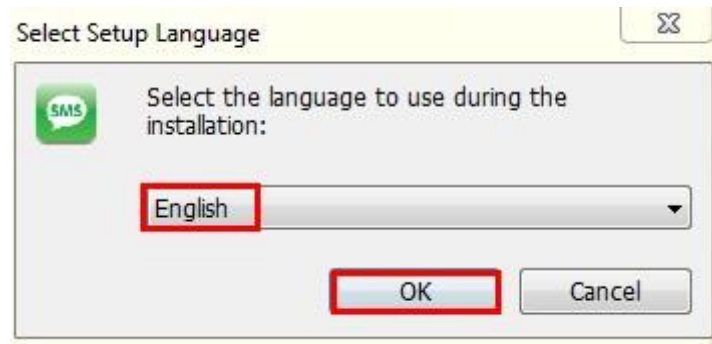 Select Setup Language
SMS
Select the language to use during the
installation:
English
OK
Cancel